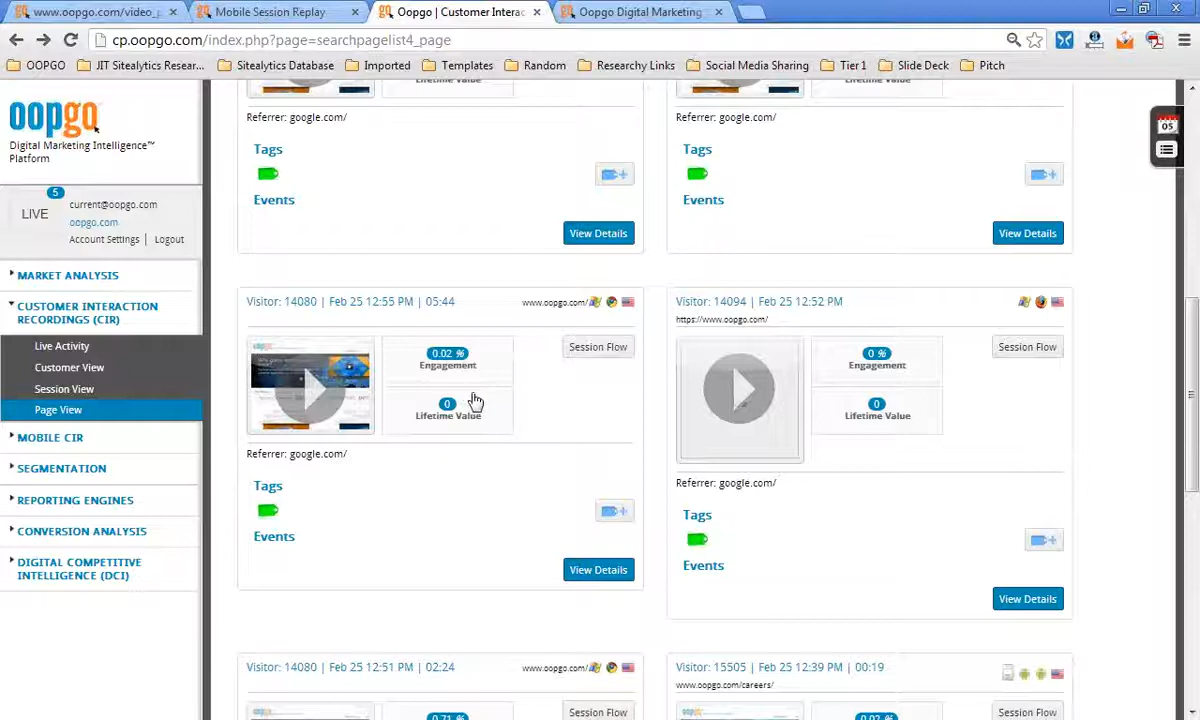 www.oopgo.com/video_p
Mobile Session Replay
Oopgo | Customer Interac
Oopgo Digital Marketing
cp.oopgo.com/index.php?page=searchpagelist4_page
OOPGO
JIT Sitealytics Resear...
Sitealytics Database
Imported
Templates
Random
Researchy Links
Social Media Sharing
Tier1
Slide Deck
Pitch
oopgo
Digital Marketing Intelligence™
Platform
5
LIVE
current@oopgo.com
oopgo.com
Account Settings | Logout
MARKET ANALYSIS
CUSTOMER INTERACTION
RECORDINGS (CIR)
Live Activity
Customer View
Session View
Page View
MOBILE CIR
SEGMENTATION
REPORTING ENGINES
CONVERSION ANALYSIS
DIGITAL COMPETITIVE
INTELLIGENCE (DCI)
Lifetime Value
Referrer: google.com/
Tags
Events
View Details
Lifetime Value
Referrer: google.com/
Tags
Events
View Details
05
Visitor: 14080 | Feb 25 12:55 PM | 05:44
www.oopgo.com/
0.02 %
Engagement
0
Lifetime Value
Session Flow
Referrer: google.com/
Tags
Events
View Details
Visitor: 14094 | Feb 25 12:52 PM
https://www.oopgo.com/
0 %
Engagement
0
Lifetime Value
Session Flow
Referrer: google.com/
Tags
Events
View Details
Visitor: 14080 | Feb 25 12:51 PM | 02:24
www.oopgo.com/
0.71 %
Session Flow
Visitor: 15505 | Feb 25 12:39 PM | 00:19
www.oopgo.com/careers/
0.02 %
Session Flow